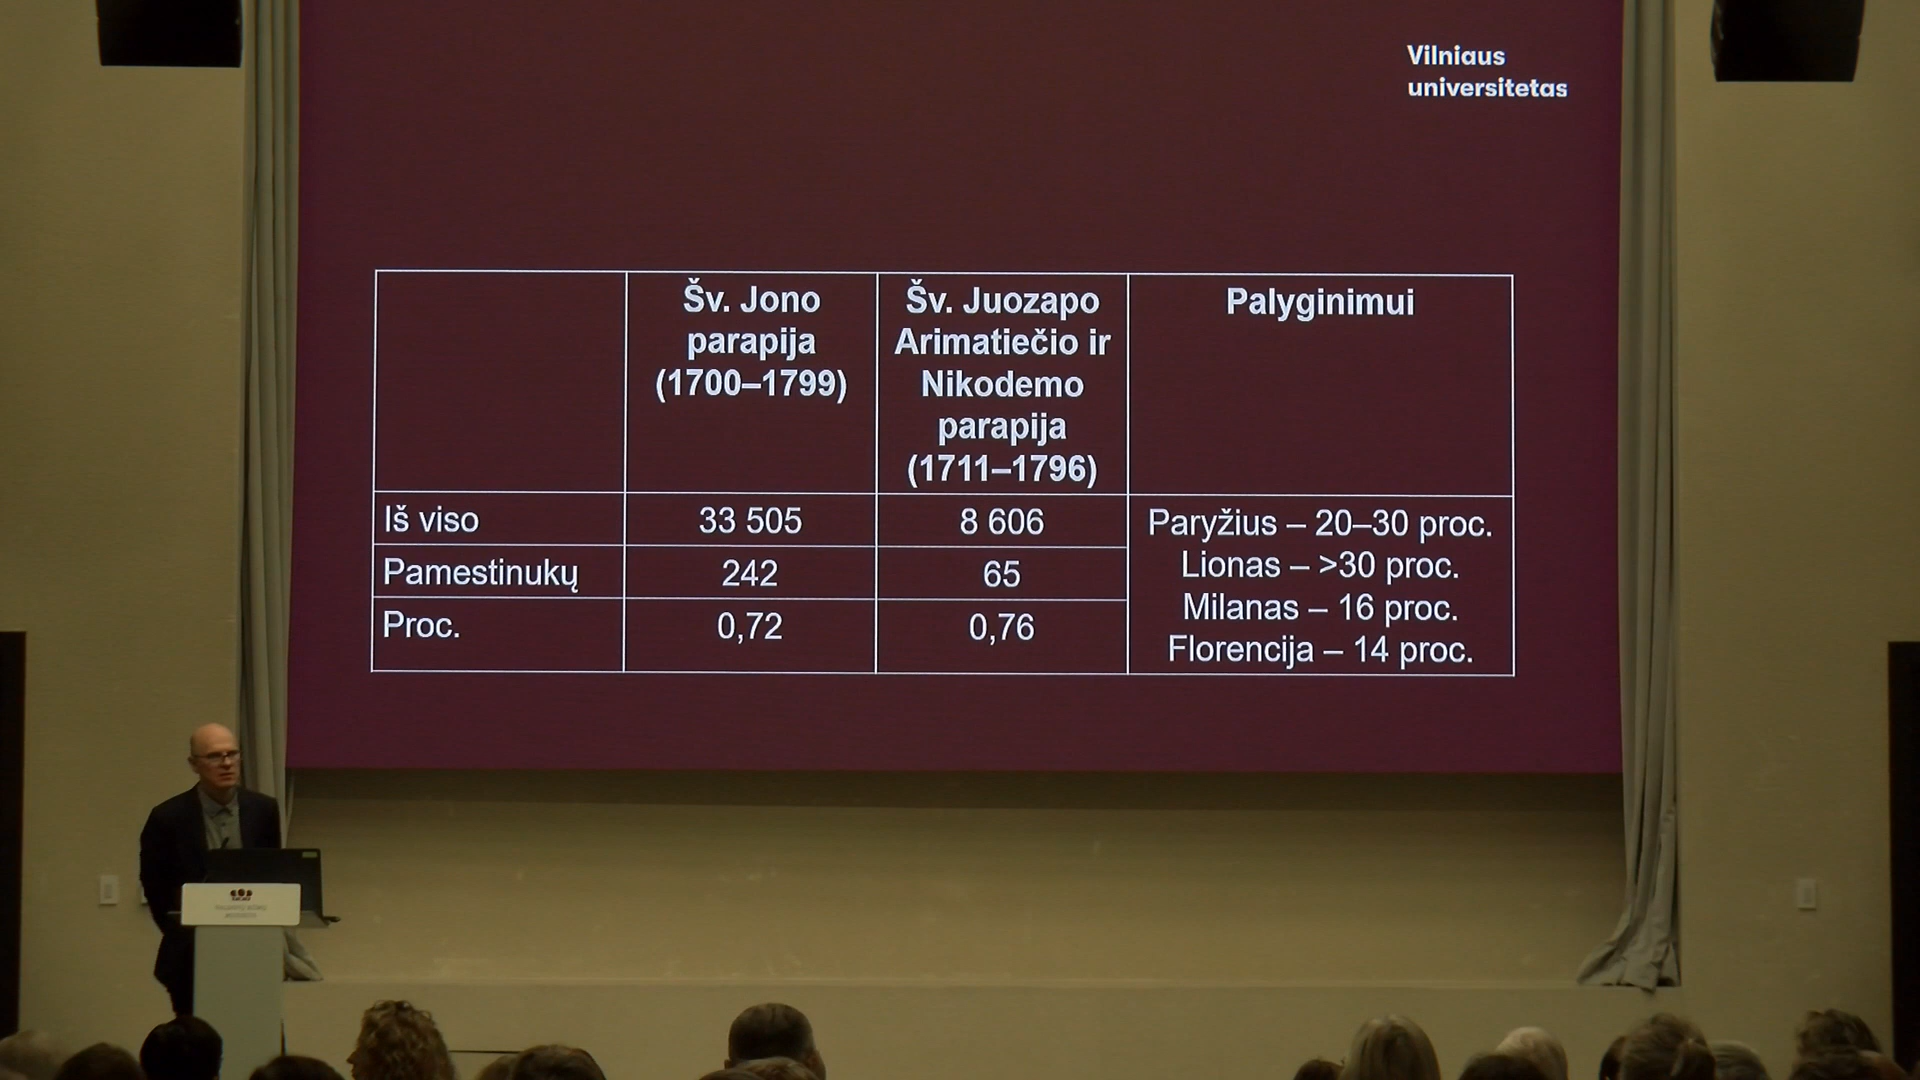 Vilniaus
universitetas
Šv. Jono
parapija
(1700–1799)
Šv. Juozapo
Arimatiečio ir
Nikodemo
parapija
(1711–1796)
Palyginimui
Iš viso
33 505
8 606
Pamestinukų
242
65
Proc.
0,72
0,76
Paryžius – 20–30 proc.
Lionas – >30 proc.
Milanas – 16 proc.
Florencija – 14 proc.